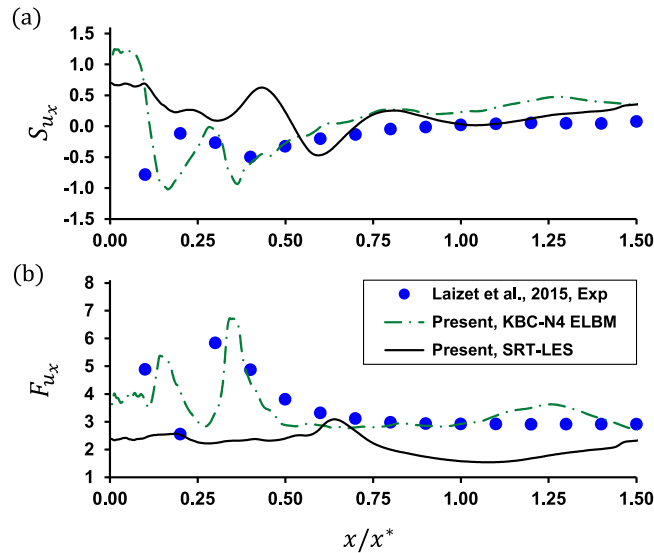 (a)
1.5
1.0
0.5
0.0
-0.5
-1.0
-1.5
S_{u_x}
0.00 0.25 0.50 0.75 1.00 1.25 1.50
(b)
8
7
6
5
4
3
2
1
F_{u_x}
Laizet et al., 2015, Exp
Present, KBC-N4 ELBM
Present, SRT-LES
0.00 0.25 0.50 0.75 1.00 1.25 1.50
x/x*